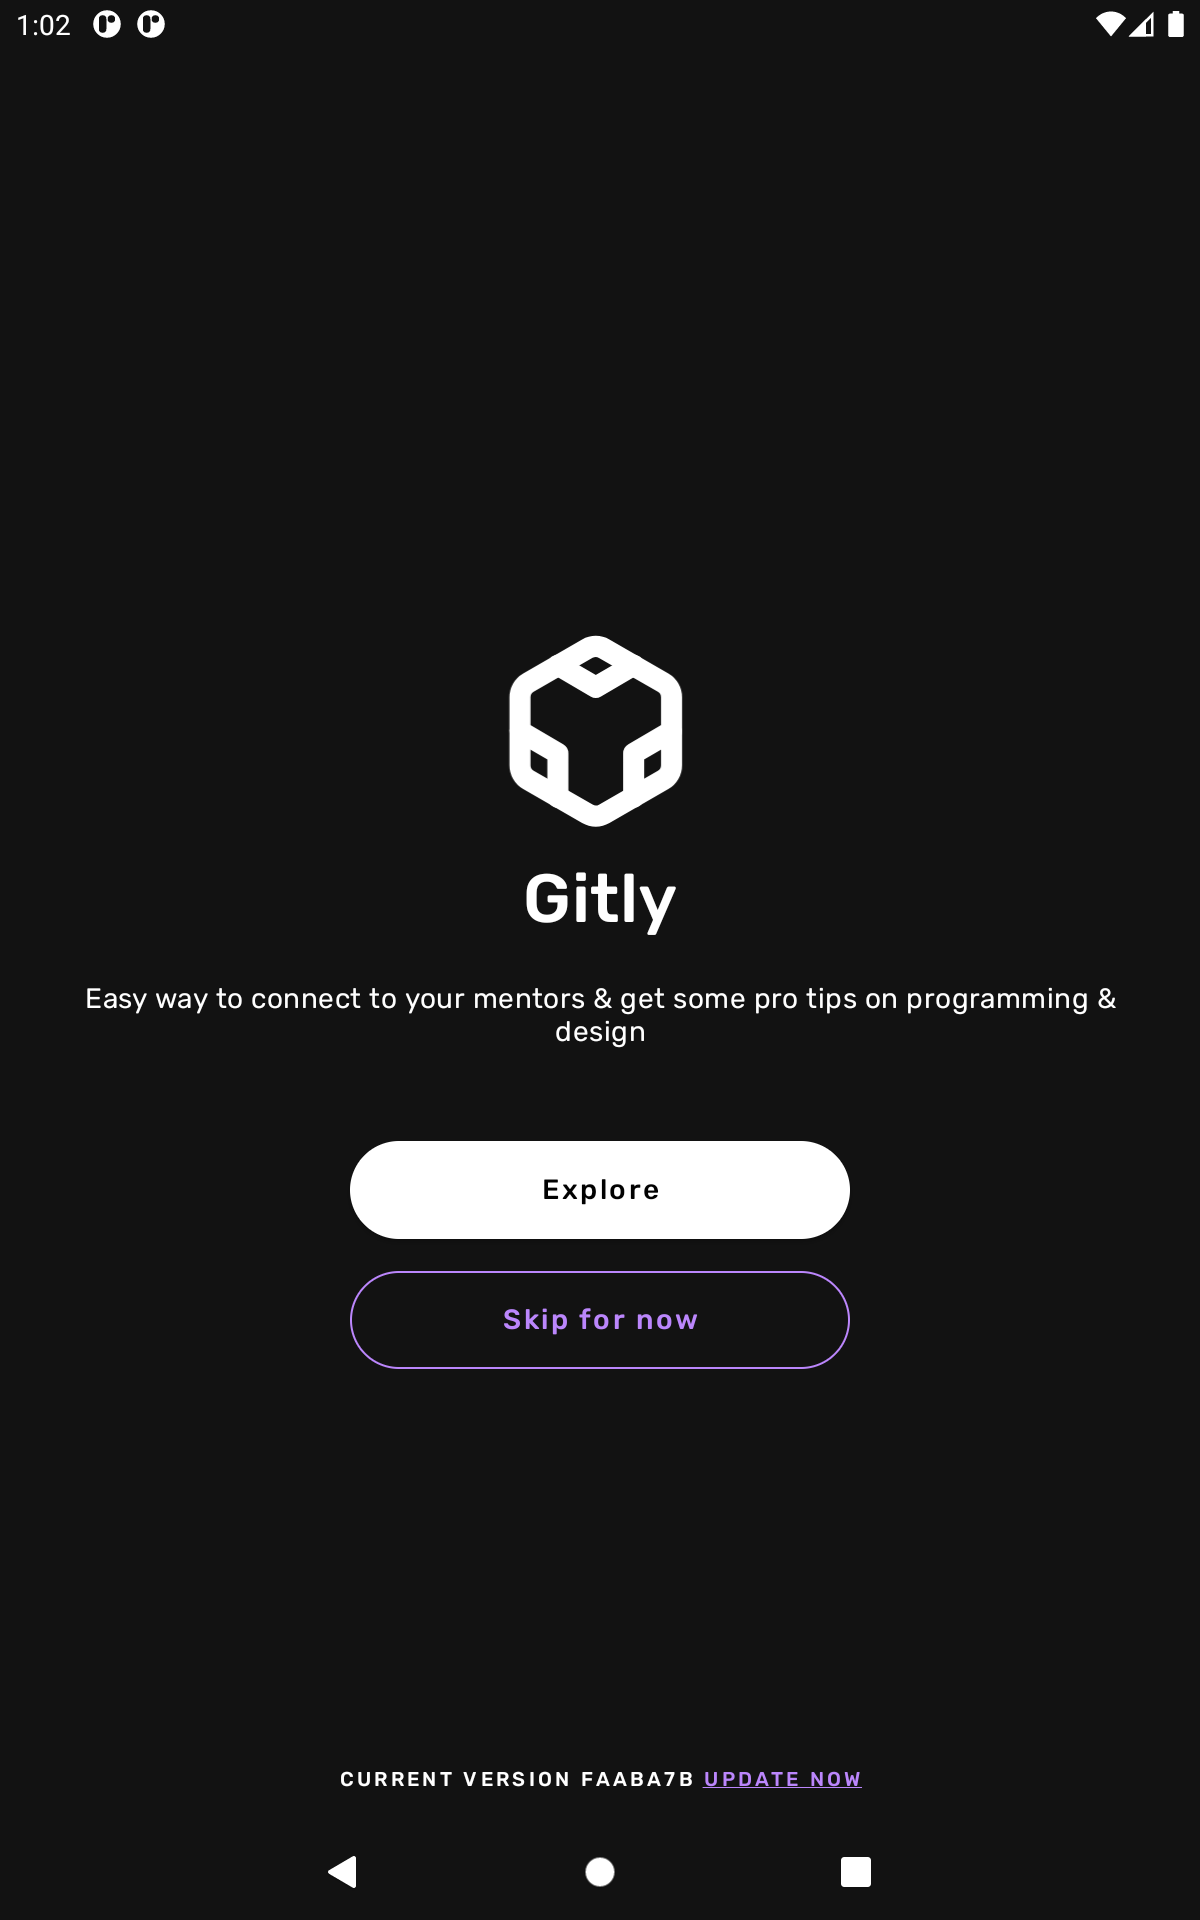 1:02
Gitly
Easy way to connect to your mentors & get some pro tips on programming &
design
Explore
Skip for now
CURRENT VERSION FAABA7B UPDATE NOW